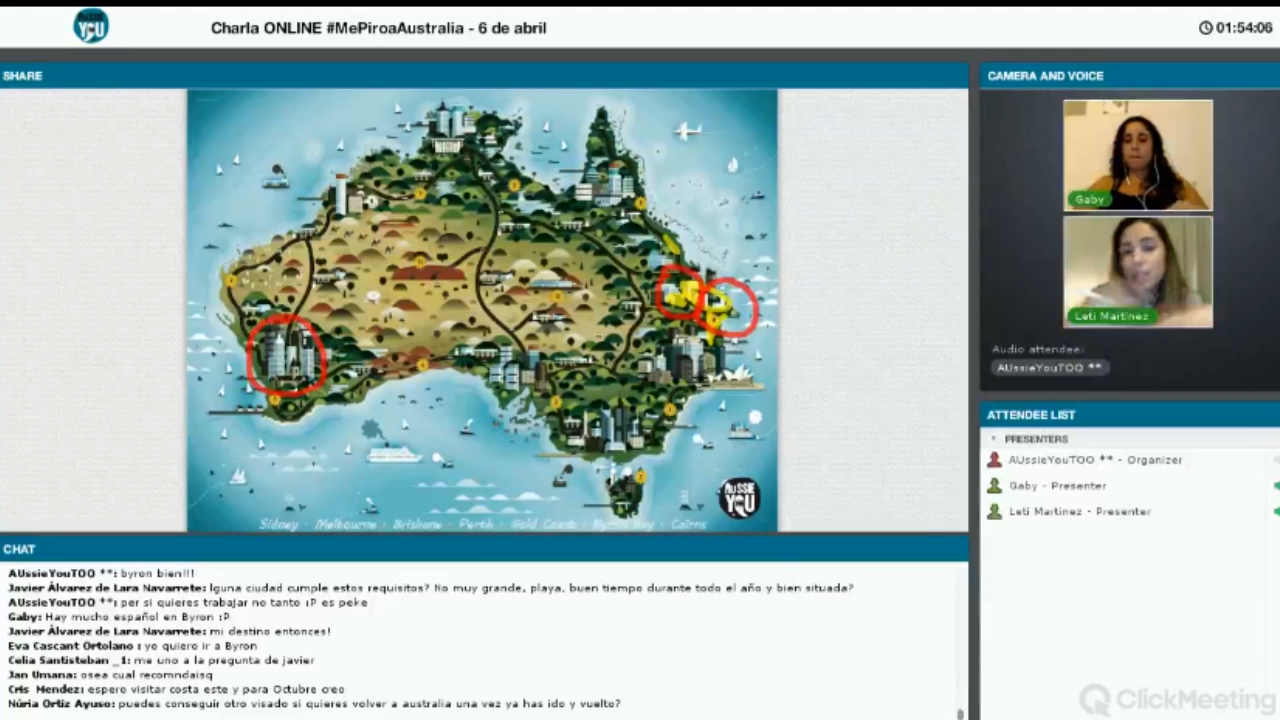 AUSSIE
YOU
Charla ONLINE #MePiroaAustralia - 6 de abril
01:54:06
SHARE
CAMERA AND VOICE
Gaby
Leti Martinez
Audio attendee:
AUssieYouTOO **
ATTENDEE LIST
PRESENTERS
AUssieYouTOO ** - Organizer
Gaby - Presenter
Leti Martinez - Presenter
AUSSIE
YOU
Sidney - Melbourne - Brisbane - Perth - Gold Coast - Byron Bay - Cairns
CHAT
AUssieYouTOO **: byron bien!!!
Javier Álvarez de Lara Navarrete: lguna ciudad cumple estos requisitos? No muy grande, playa, buen tiempo durante todo el año y bien situada?
AUssieYouTOO **: per si quieres trabajar no tanto :P es peke
Gaby: Hay mucho español en Byron :P
Javier Álvarez de Lara Navarrete: mi destino entonces!
Eva Cascant Ortolano : yo quiero ir a Byron
Celia Santisteban _1: me uno a la pregunta de javier
Jan Umana: osea cual recomndaisq
Cris Mendez: espero visitar costa este y para Octubre creo
Núria Ortiz Ayuso: puedes conseguir otro visado si quieres volver a australia una vez ya has ido y vuelto?
ClickMeeting